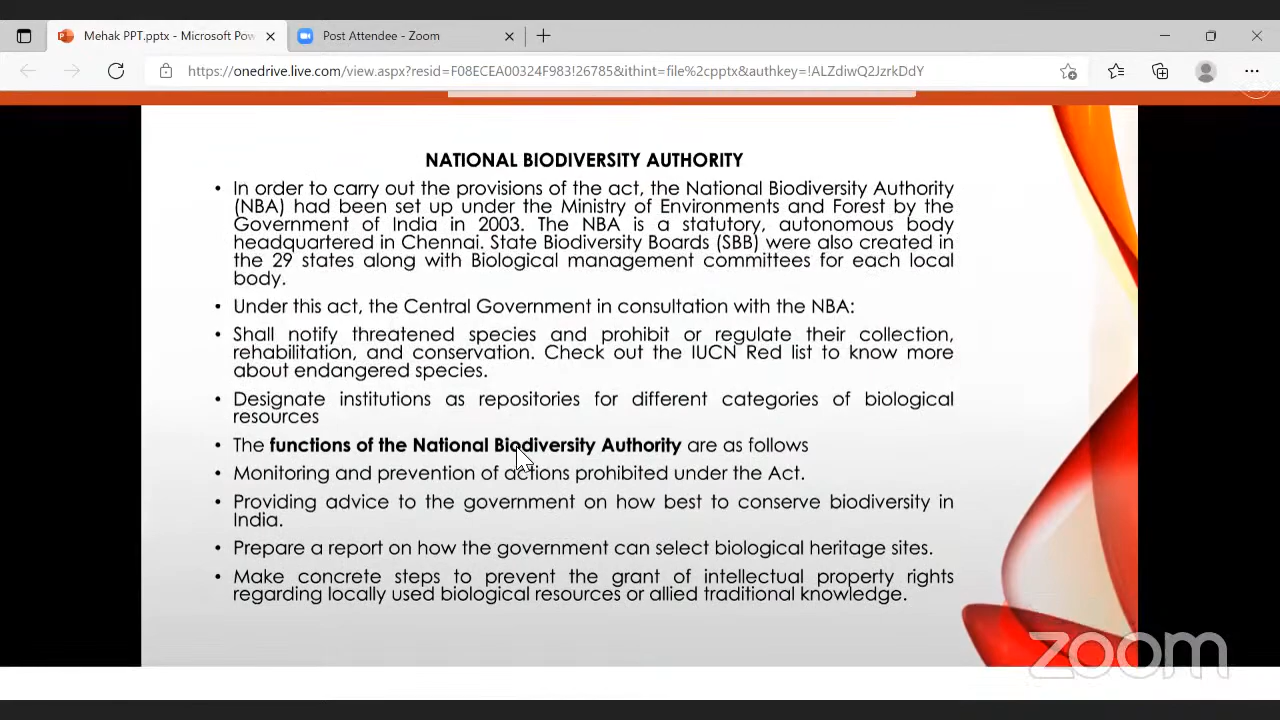 Mehak PPT.pptx - Microsoft Pow
Post Attendee - Zoom
https://onedrive.live.com/view.aspx?resid=F08ECEA00324F983!26785&ithint=file%2cpptx&authkey=!ALZdiwQ2JzrkDdY
NATIONAL BIODIVERSITY AUTHORITY
• In order to carry out the provisions of the act, the National Biodiversity Authority
(NBA) had been set up under the Ministry of Environments and Forest by the
Government of India in 2003. The NBA is a statutory, autonomous body
headquartered in Chennai. State Biodiversity Boards (SBB) were also created in
the 29 states along with Biological management committees for each local
body.
• Under this act, the Central Government in consultation with the NBA:
• Shall notify threatened species and prohibit or regulate their collection,
rehabilitation, and conservation. Check out the IUCN Red list to know more
about endangered species.
• Designate institutions as repositories for different categories of biological
resources
• The functions of the National Biodiversity Authority are as follows
• Monitoring and prevention of actions prohibited under the Act.
• Providing advice to the government on how best to conserve biodiversity in
India.
• Prepare a report on how the government can select biological heritage sites.
• Make concrete steps to prevent the grant of intellectual property rights
regarding locally used biological resources or allied traditional knowledge.
zoom